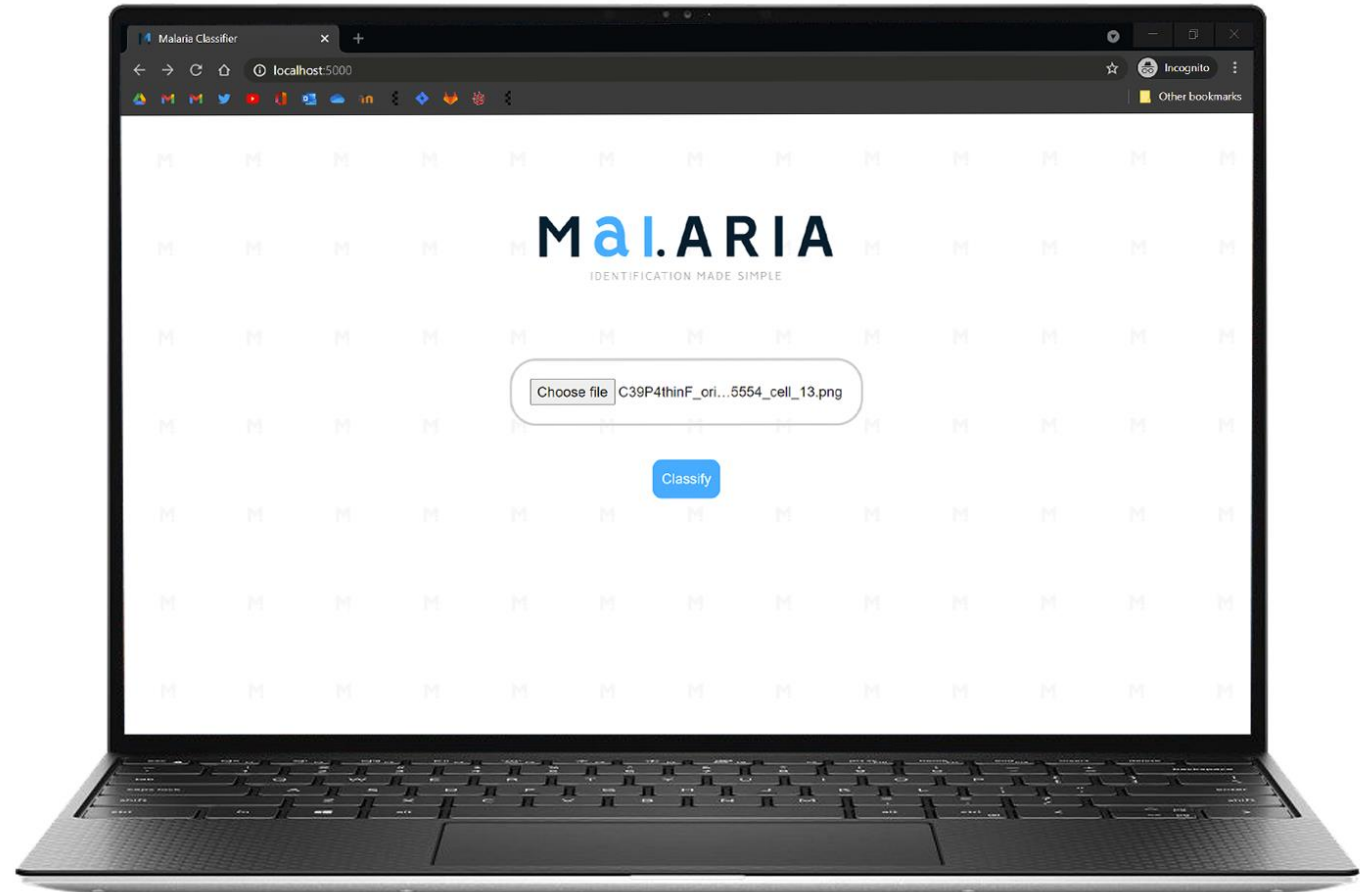 Malaria Classifier
localhost:5000
Incognito
Other bookmarks
MaI.ARIA
IDENTIFICATION MADE SIMPLE
Choose file C39P4thinF_ori...5554_cell_13.png
Classify